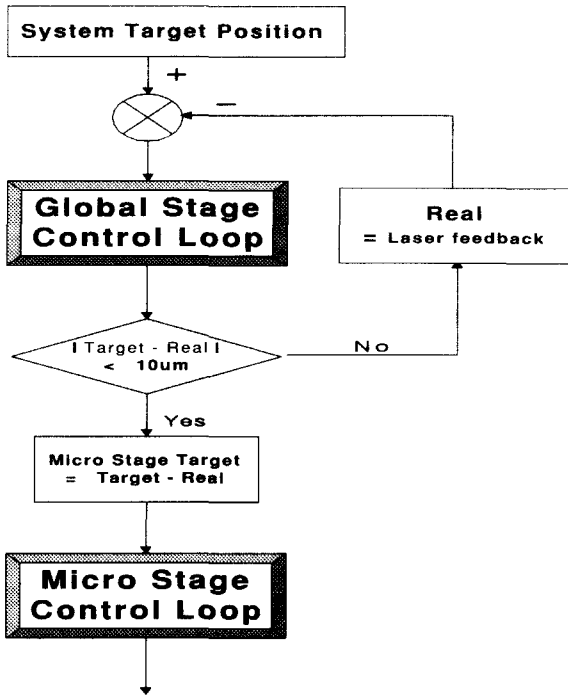 System Target Position
+
−
Global Stage
Control Loop
Real
= Laser feedback
| Target - Real |
< 10um
No
Yes
Micro Stage Target
= Target - Real
Micro Stage
Control Loop